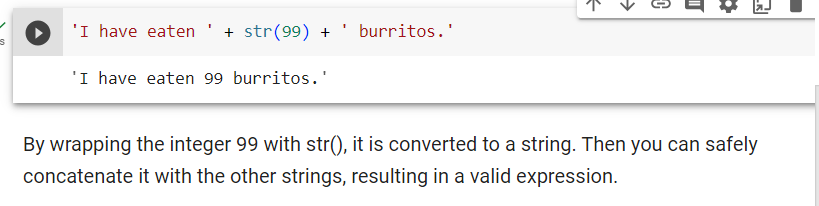 'I have eaten ' + str(99) + ' burritos.'
s
'I have eaten 99 burritos.'
By wrapping the integer 99 with str(), it is converted to a string. Then you can safely
concatenate it with the other strings, resulting in a valid expression.